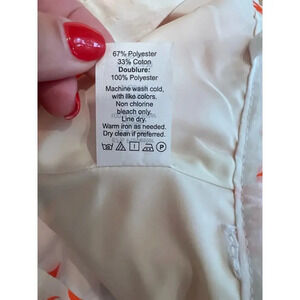 67% Polyester
33% Coton
Doublure:
100% Polyester
Machine wash cold,
with like colors.
Non chlorine
bleach only.
Line dry.
Warm iron as needed.
Dry clean if preferred.
P